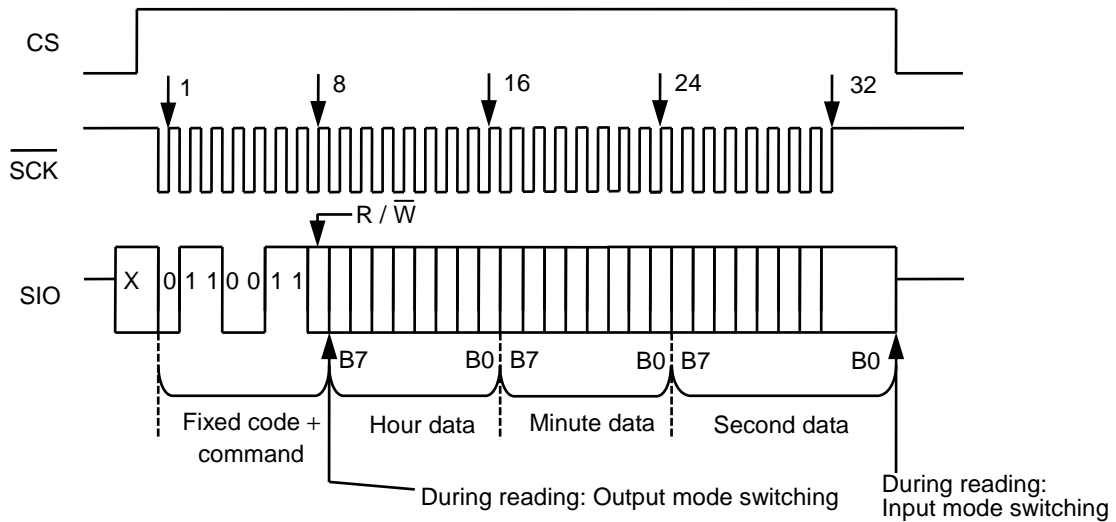 CS
1 8 16 24 32
SCK
R / W
SIO
X 0 1 1 0 0 1 1
B7 B0 B7 B0 B7 B0
Fixed code +
command
Hour data
Minute data
Second data
During reading: Output mode switching
During reading:
Input mode switching